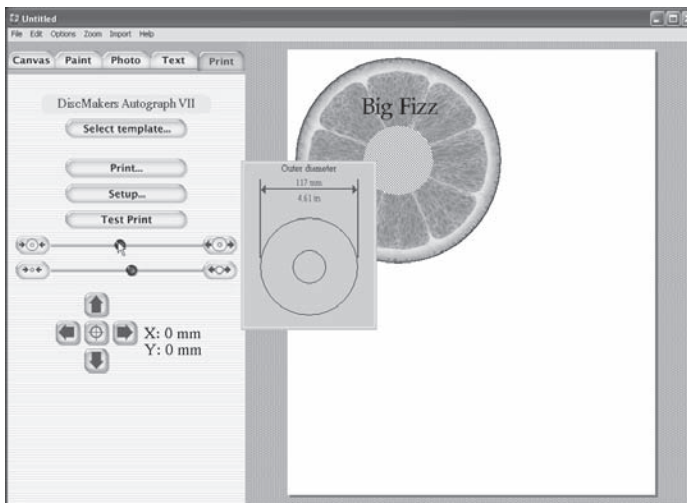 Untitled
File Edit Options Zoom Import Help
Canvas Paint Photo Text Print
DiscMakers Autograph VII
Select template...
Print...
Setup...
Test Print
X: 0 mm
Y: 0 mm
Outer diameter
117 mm
4.61 in
Big Fizz